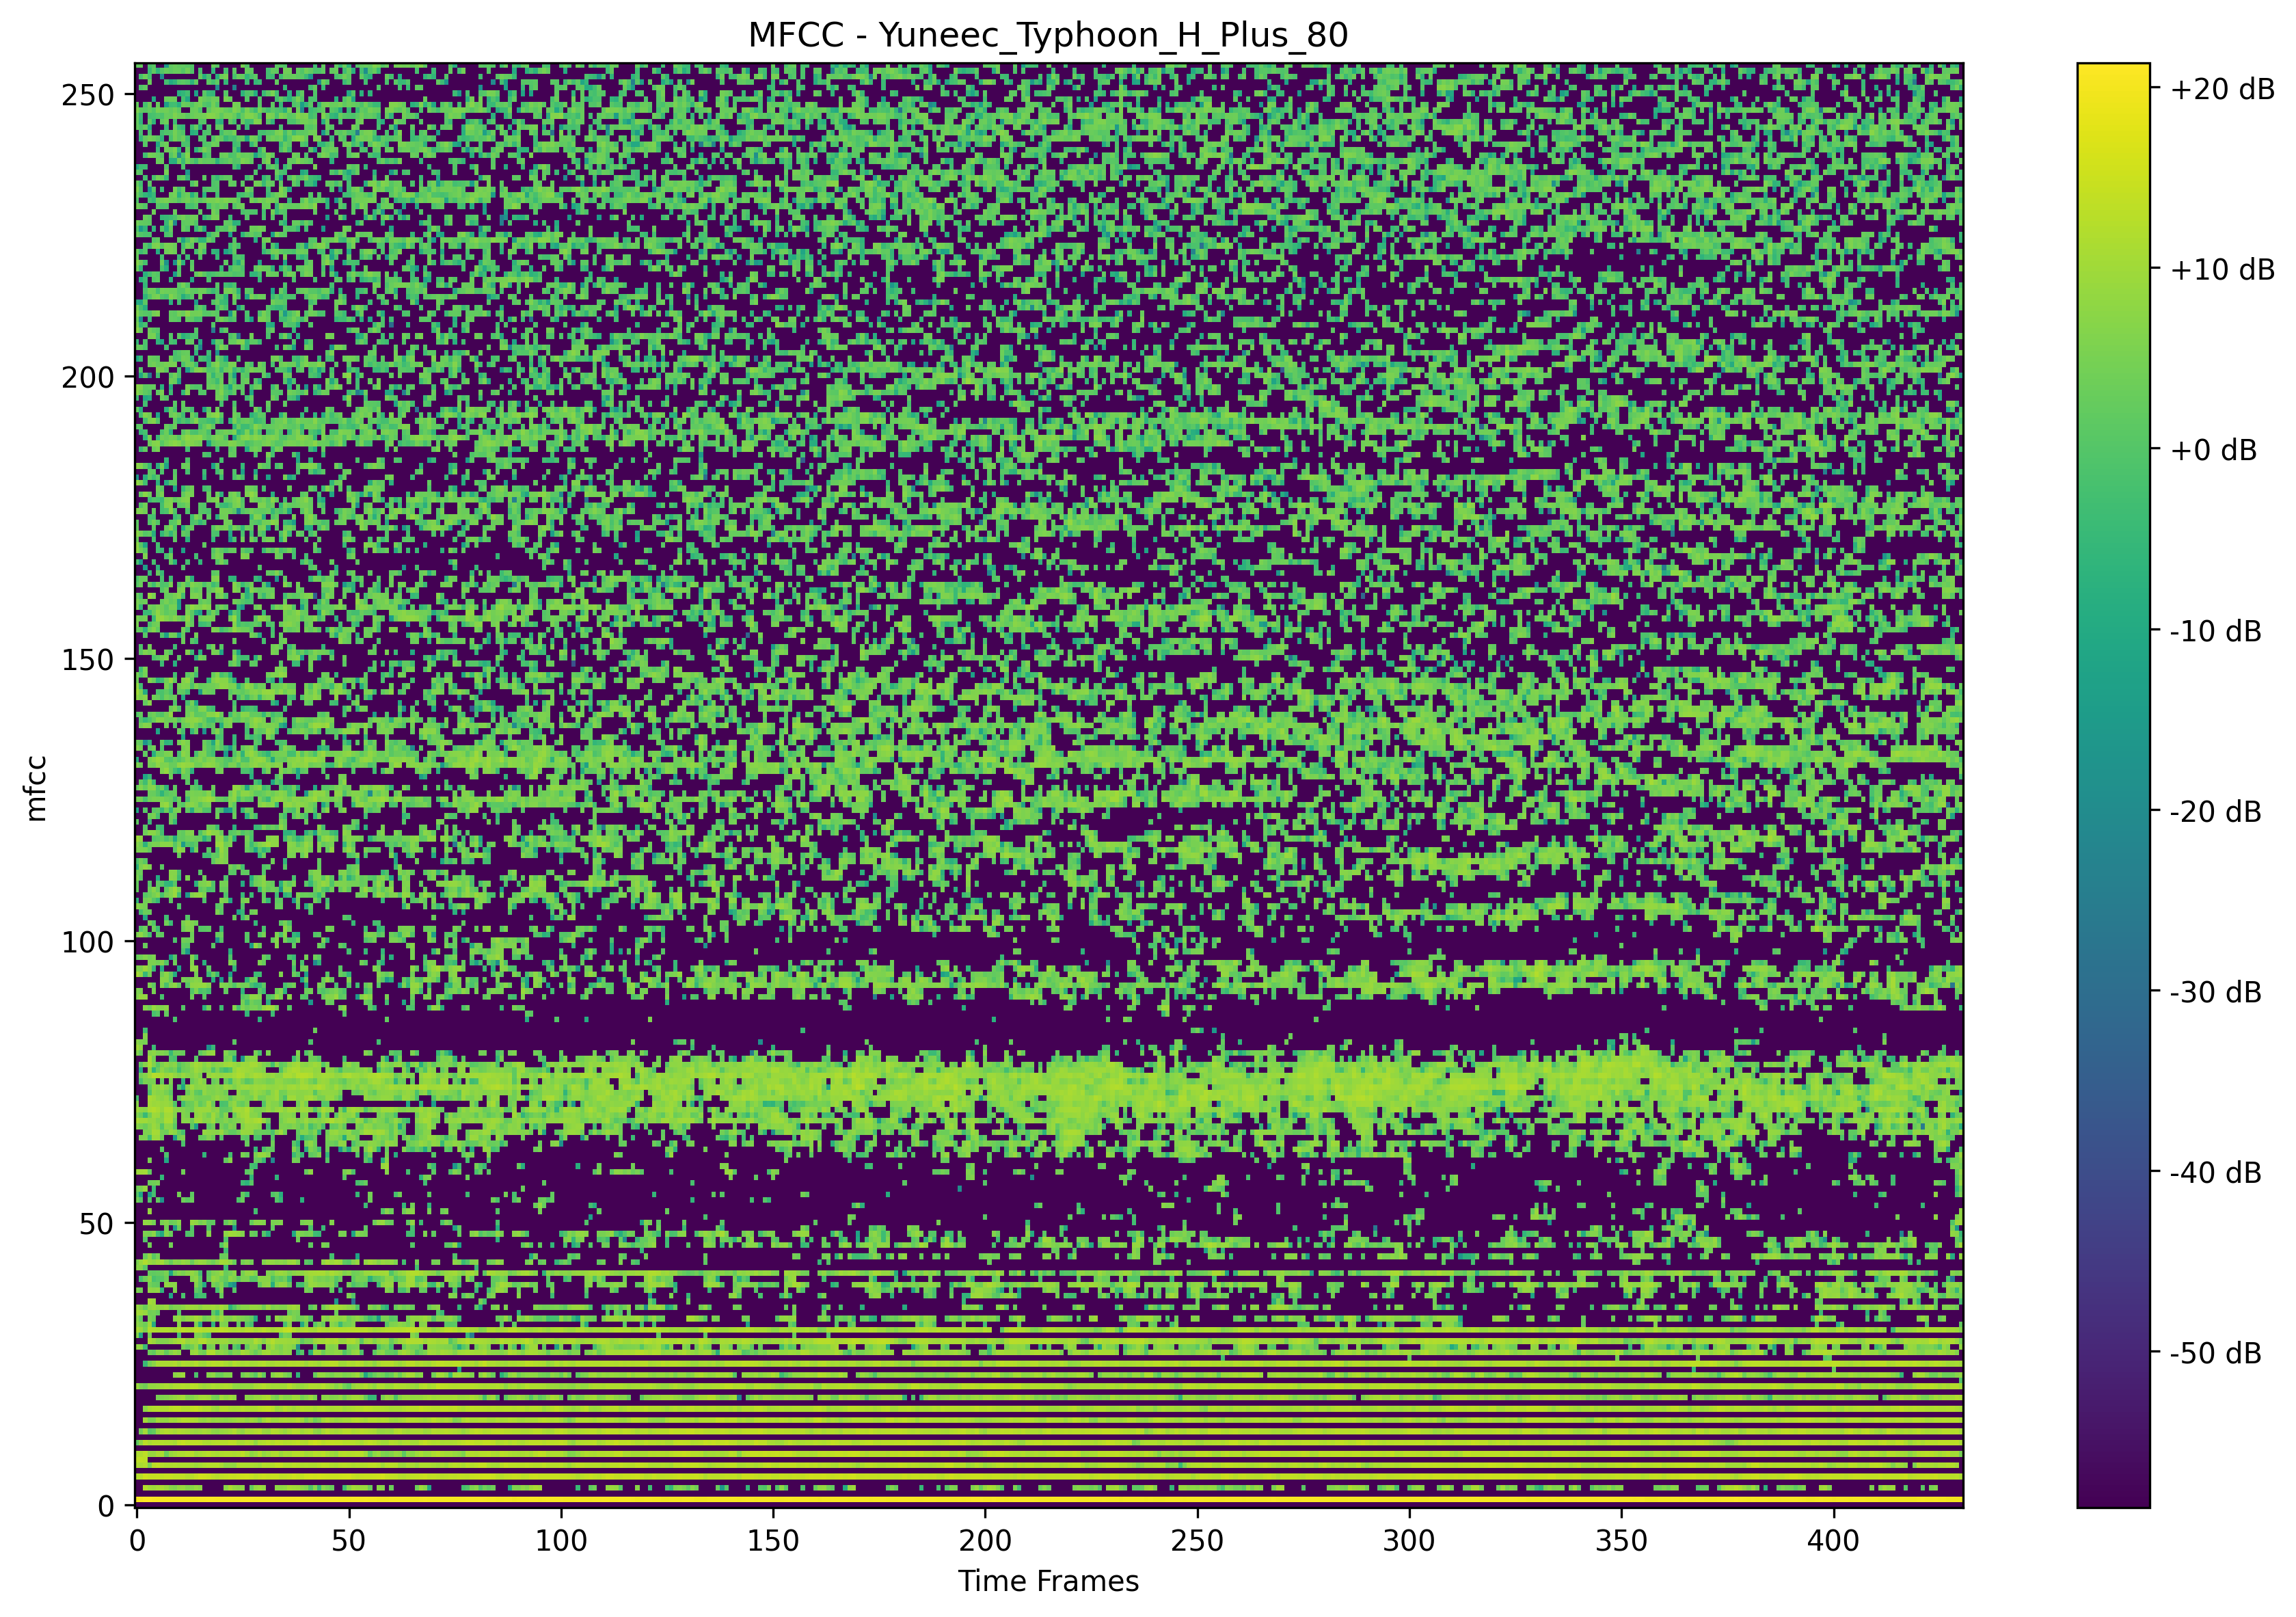 MFCC - Yuneec_Typhoon_H_Plus_80
250
200
150
100
50
0
mfcc
0 50 100 150 200 250 300 350 400
Time Frames
+20 dB
+10 dB
+0 dB
-10 dB
-20 dB
-30 dB
-40 dB
-50 dB